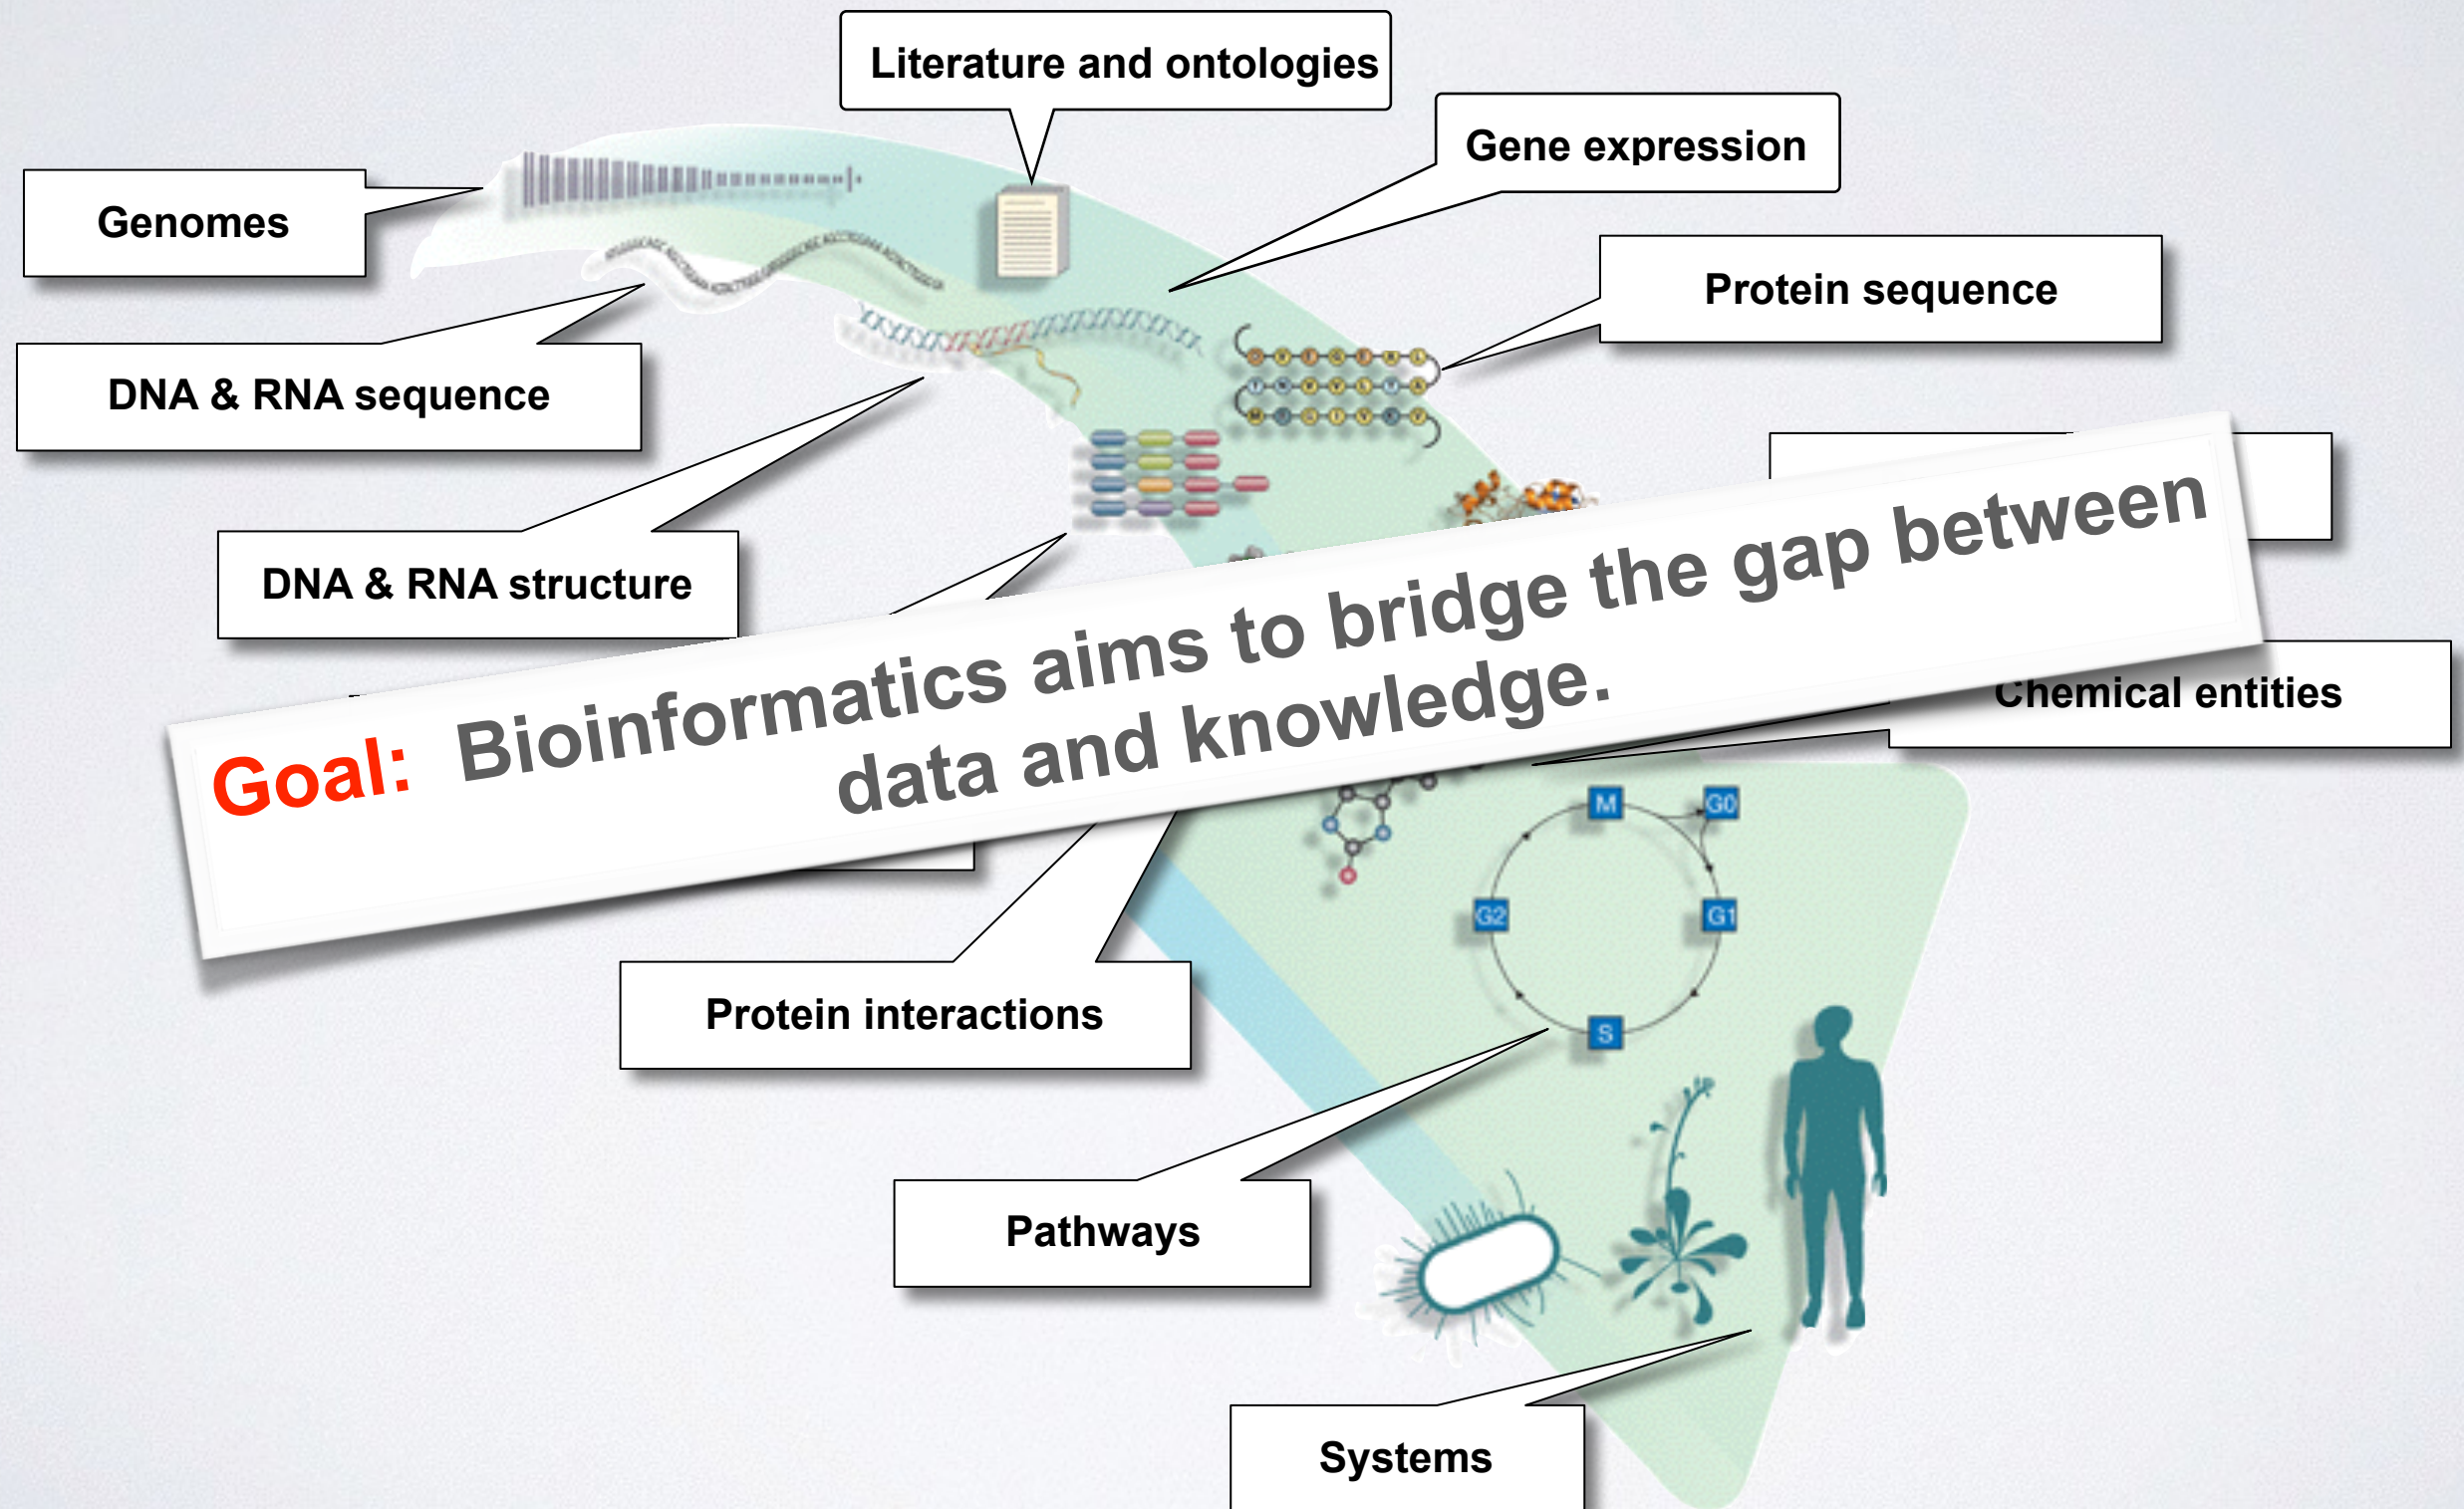 Literature and ontologies
Gene expression
Genomes
Protein sequence
DNA & RNA sequence
DNA & RNA structure
Goal: Bioinformatics aims to bridge the gap between
data and knowledge.
Chemical entities
M
G0
G2
G1
S
Protein interactions
Pathways
Systems